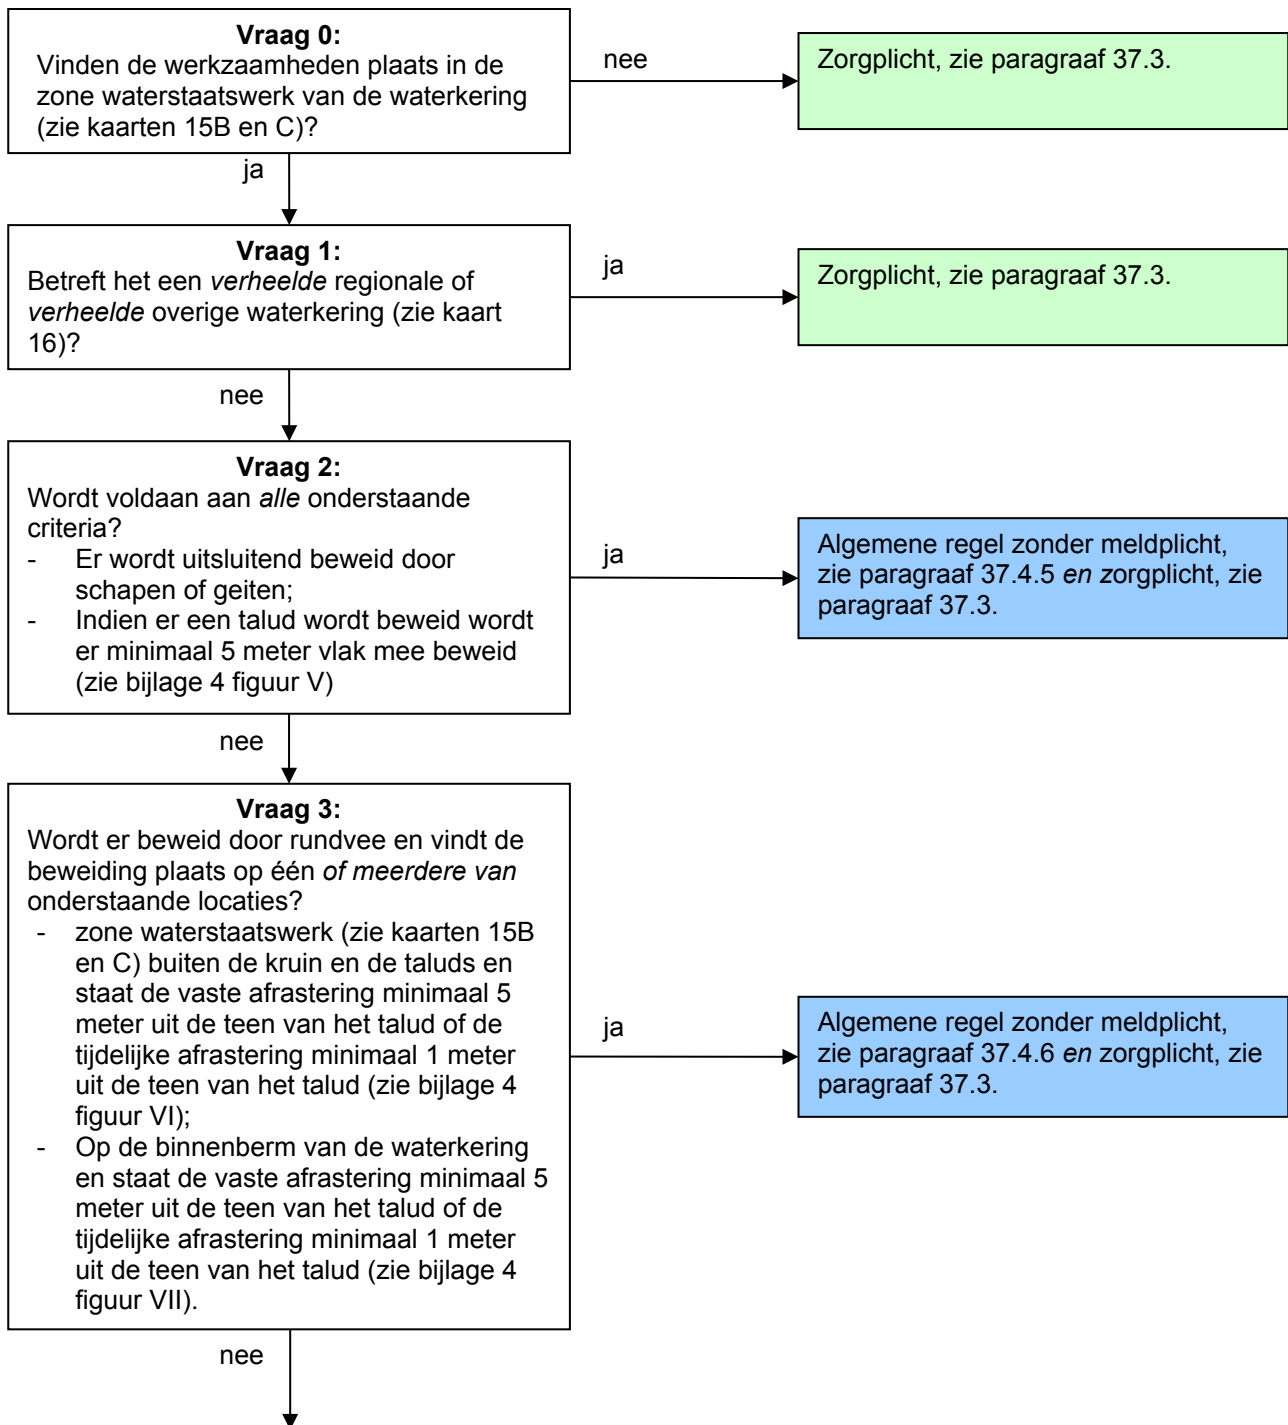 Vraag 0:
Vinden de werkzaamheden plaats in de
zone waterstaatswerk van de waterkering
(zie kaarten 15B en C)?
nee
Zorgplicht, zie paragraaf 37.3.
ja
Vraag 1:
Betreft het een verheelde regionale of
verheelde overige waterkering (zie kaart
16)?
ja
Zorgplicht, zie paragraaf 37.3.
nee
Vraag 2:
Wordt voldaan aan alle onderstaande
criteria?
- Er wordt uitsluitend beweid door
schapen of geiten;
- Indien er een talud wordt beweid wordt
er minimaal 5 meter vlak mee beweid
(zie bijlage 4 figuur V)
ja
Algemene regel zonder meldplicht,
zie paragraaf 37.4.5 en zorgplicht, zie
paragraaf 37.3.
nee
Vraag 3:
Wordt er beweid door rundvee en vindt de
beweiding plaats op één of meerdere van
onderstaande locaties?
- zone waterstaatswerk (zie kaarten 15B
en C) buiten de kruin en de taluds en
staat de vaste afrastering minimaal 5
meter uit de teen van het talud of de
tijdelijke afrastering minimaal 1 meter
uit de teen van het talud (zie bijlage 4
figuur VI);
- Op de binnenberm van de waterkering
en staat de vaste afrastering minimaal 5
meter uit de teen van het talud of de
tijdelijke afrastering minimaal 1 meter
uit de teen van het talud (zie bijlage 4
figuur VII).
ja
Algemene regel zonder meldplicht,
zie paragraaf 37.4.6 en zorgplicht, zie
paragraaf 37.3.
nee